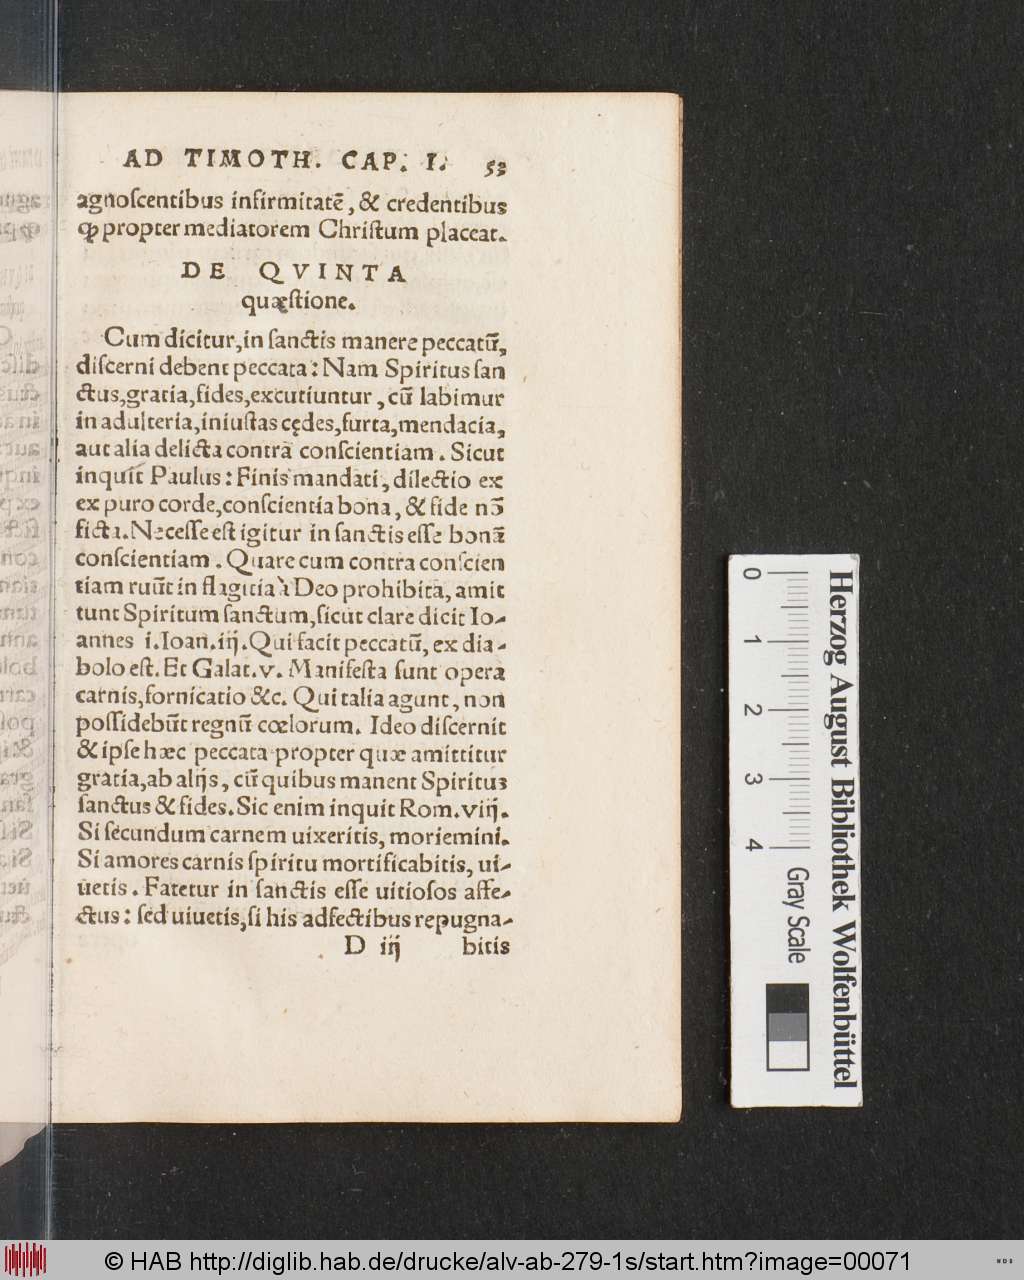 AD TIMOTH. CAP. I. 53
agnoſcentibus infirmitatē, & credentibus
ꝙ propter mediatorem Chriſtum placeat.
DE QVINTA
quæſtione.
Cum dicitur, in ſanctis manere peccatū,
diſcerni debent peccata: Nam Spiritus ſan
ctus, gratia, fides, excutiuntur, cū labimur
in adulteria, iniuſtas cędes, furta, mendacia,
aut alia delicta contra conſcientiam. Sicut
inquit Paulus: Finis mandati, dilectio ex
ex puro corde, conſcientia bona, & fide nō
ficta. Neceſſe eſt igitur in ſanctis eſſe bonā
conſcientiam. Quare cum contra conſcien
tiam ruūt in flagitia à Deo prohibita, amit
tunt Spiritum ſanctum, ſicut clare dicit Io-
annes i. Ioan. iij. Qui facit peccatū, ex dia-
bolo eſt. Et Galat. v. Manifeſta ſunt opera
carnis, fornicatio &c. Qui talia agunt, non
poſſidebūt regnū cœlorum. Ideo diſcernit
& ipſe hæc peccata propter quæ amittitur
gratia, ab alijs, cū quibus manent Spiritus
ſanctus & fides. Sic enim inquit Rom. viij.
Si ſecundum carnem uixeritis, moriemini.
Si amores carnis ſpiritu mortificabitis, ui-
uetis. Fatetur in ſanctis eſſe uitioſos affe-
ctus: ſed uiuetis, ſi his adfectibus repugna-
D iij bitis
0 1 2 3 4
Gray Scale
Herzog August Bibliothek Wolfenbüttel
© HAB http://diglib.hab.de/drucke/alv-ab-279-1s/start.htm?image=00071